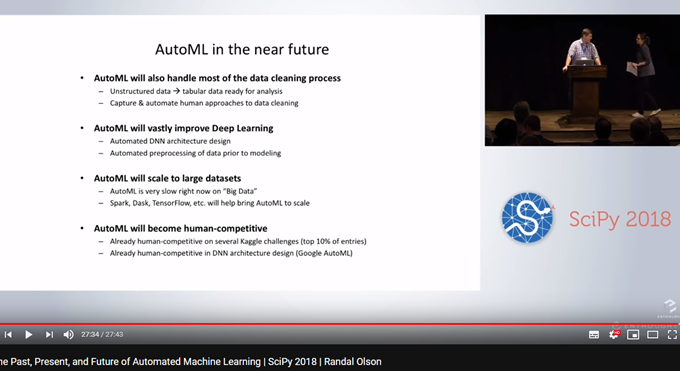 AutoML in the near future
• AutoML will also handle most of the data cleaning process
– Unstructured data → tabular data ready for analysis
– Capture & automate human approaches to data cleaning
• AutoML will vastly improve Deep Learning
– Automated DNN architecture design
– Automated preprocessing of data prior to modeling
• AutoML will scale to large datasets
– AutoML is very slow right now on "Big Data"
– Spark, Dask, TensorFlow, etc. will help bring AutoML to scale
• AutoML will become human-competitive
– Already human-competitive on several Kaggle challenges (top 10% of entries)
– Already human-competitive in DNN architecture design (Google AutoML)
SciPy 2018
27:34 / 27:43
HD
he Past, Present, and Future of Automated Machine Learning | SciPy 2018 | Randal Olson